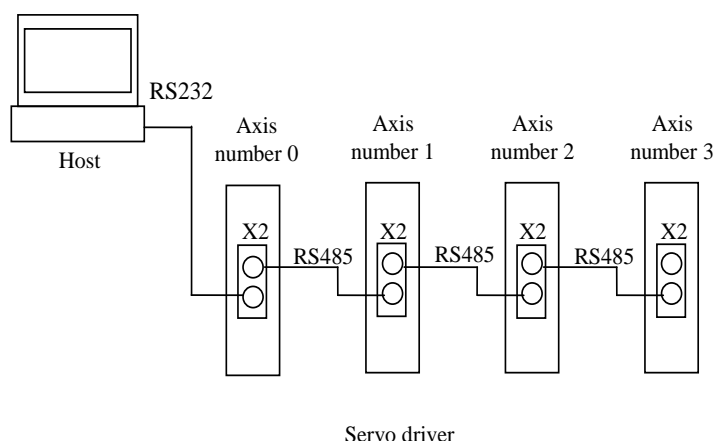 RS232
Host
Axis
number 0
Axis
number 1
Axis
number 2
Axis
number 3
X2
X2
X2
X2
RS485
RS485
RS485
Servo driver